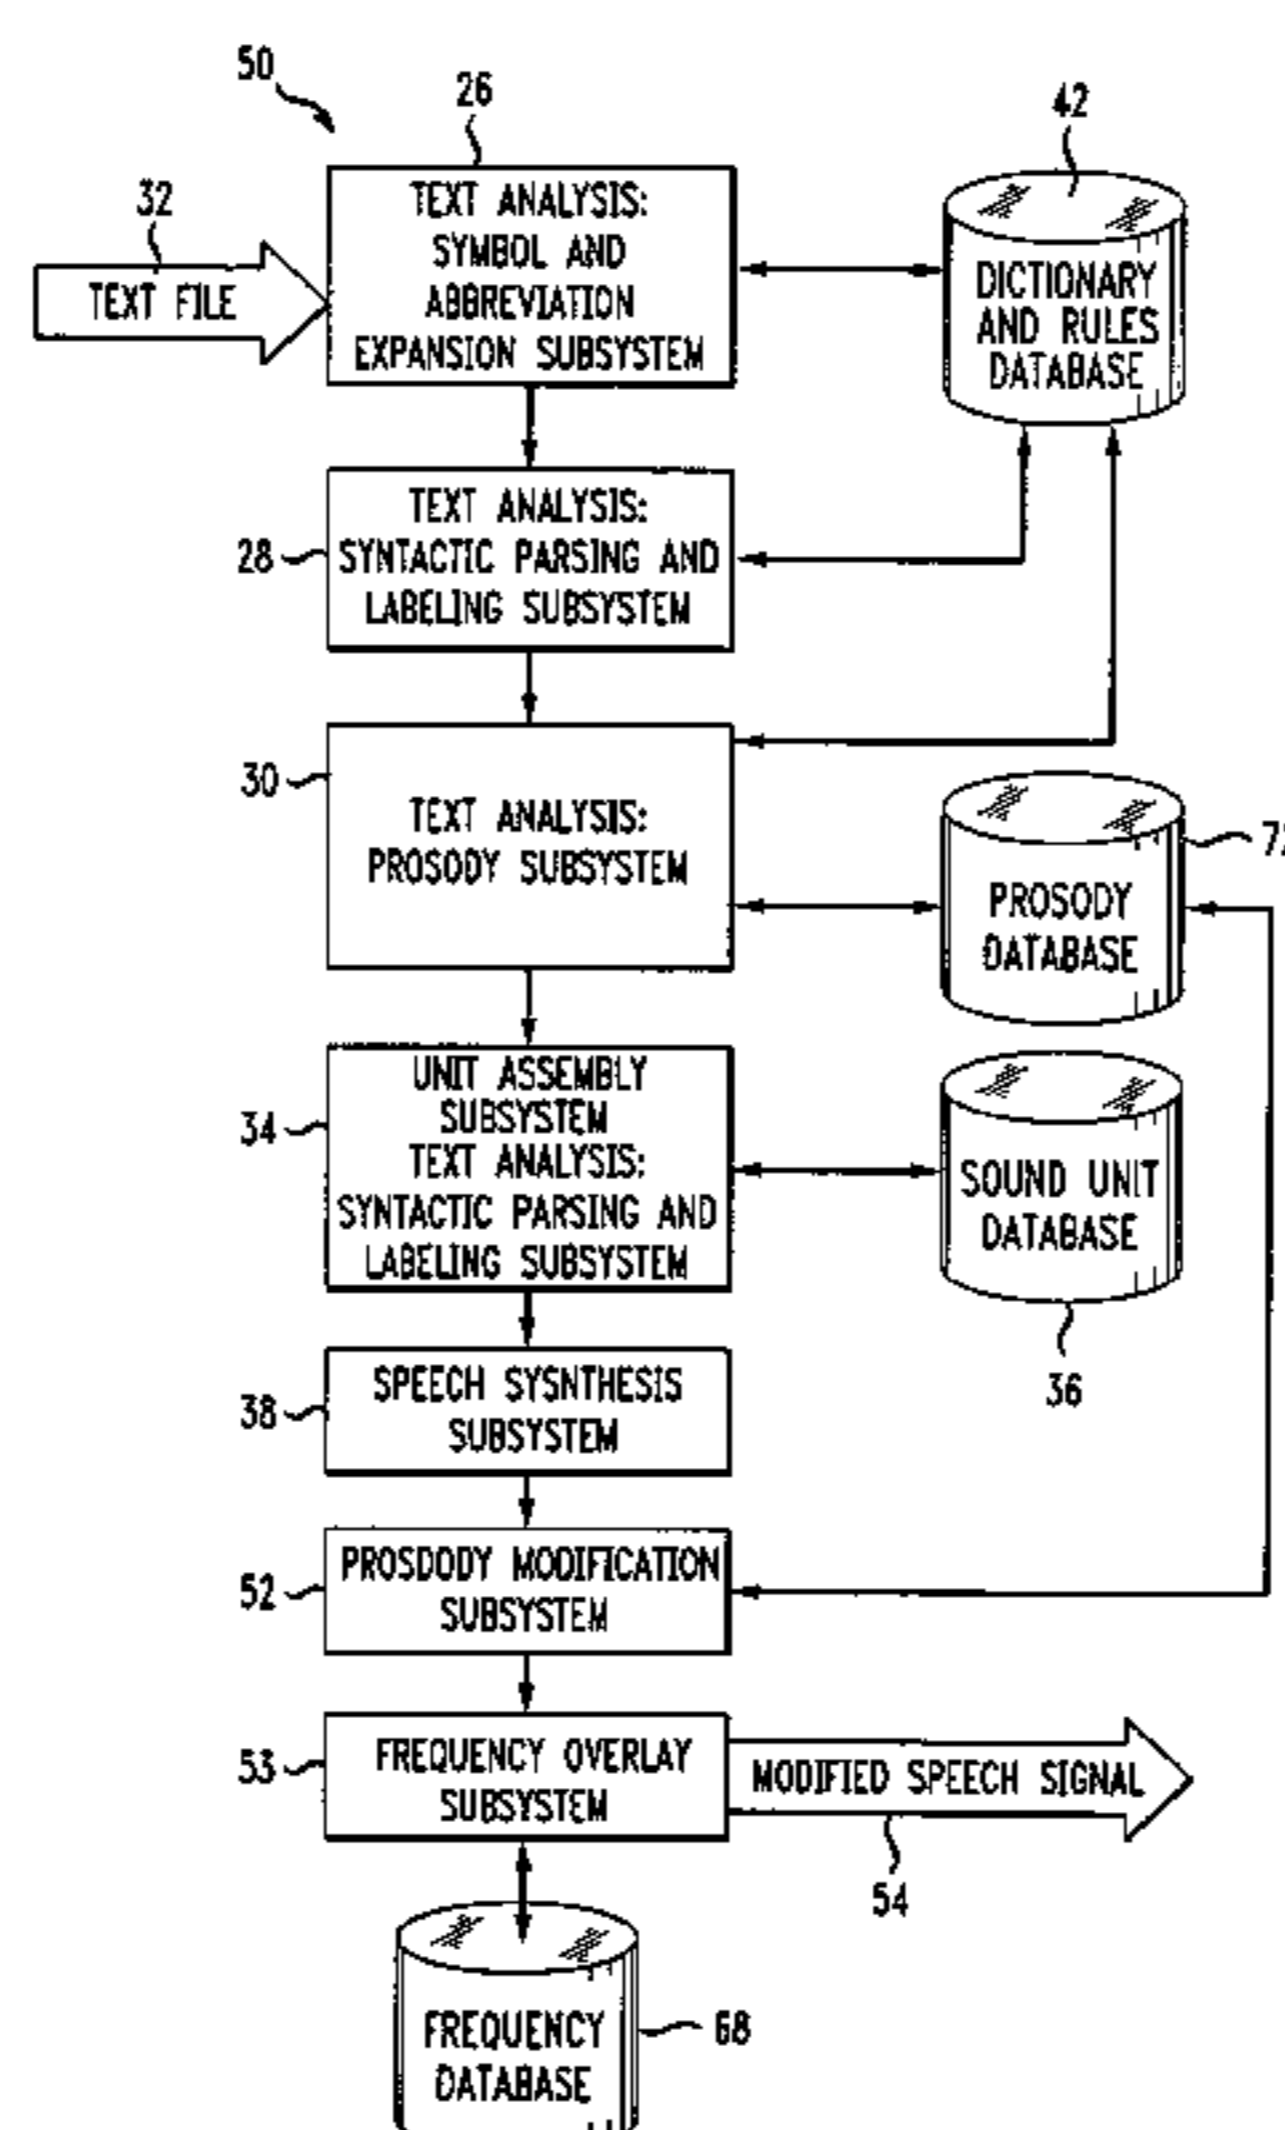 50
26
42
32
TEXT FILE
TEXT ANALYSIS:
SYMBOL AND
ABBREVIATION
EXPANSION SUBSYSTEM
DICTIONARY
AND RULES
DATABASE
28
TEXT ANALYSIS:
SYNTACTIC PARSING AND
LABELING SUBSYSTEM
30
TEXT ANALYSIS:
PROSODY SUBSYSTEM
PROSODY
DATABASE
34
UNIT ASSEMBLY
SUBSYSTEM
TEXT ANALYSIS:
SYNTACTIC PARSING AND
LABELING SUBSYSTEM
SOUND UNIT
DATABASE
36
38
SPEECH SYSNTHESIS
SUBSYSTEM
52
PROSDODY MODIFICATION
SUBSYSTEM
53
FREQUENCY OVERLAY
SUBSYSTEM
MODIFIED SPEECH SIGNAL
54
FREQUENCY
DATABASE
68